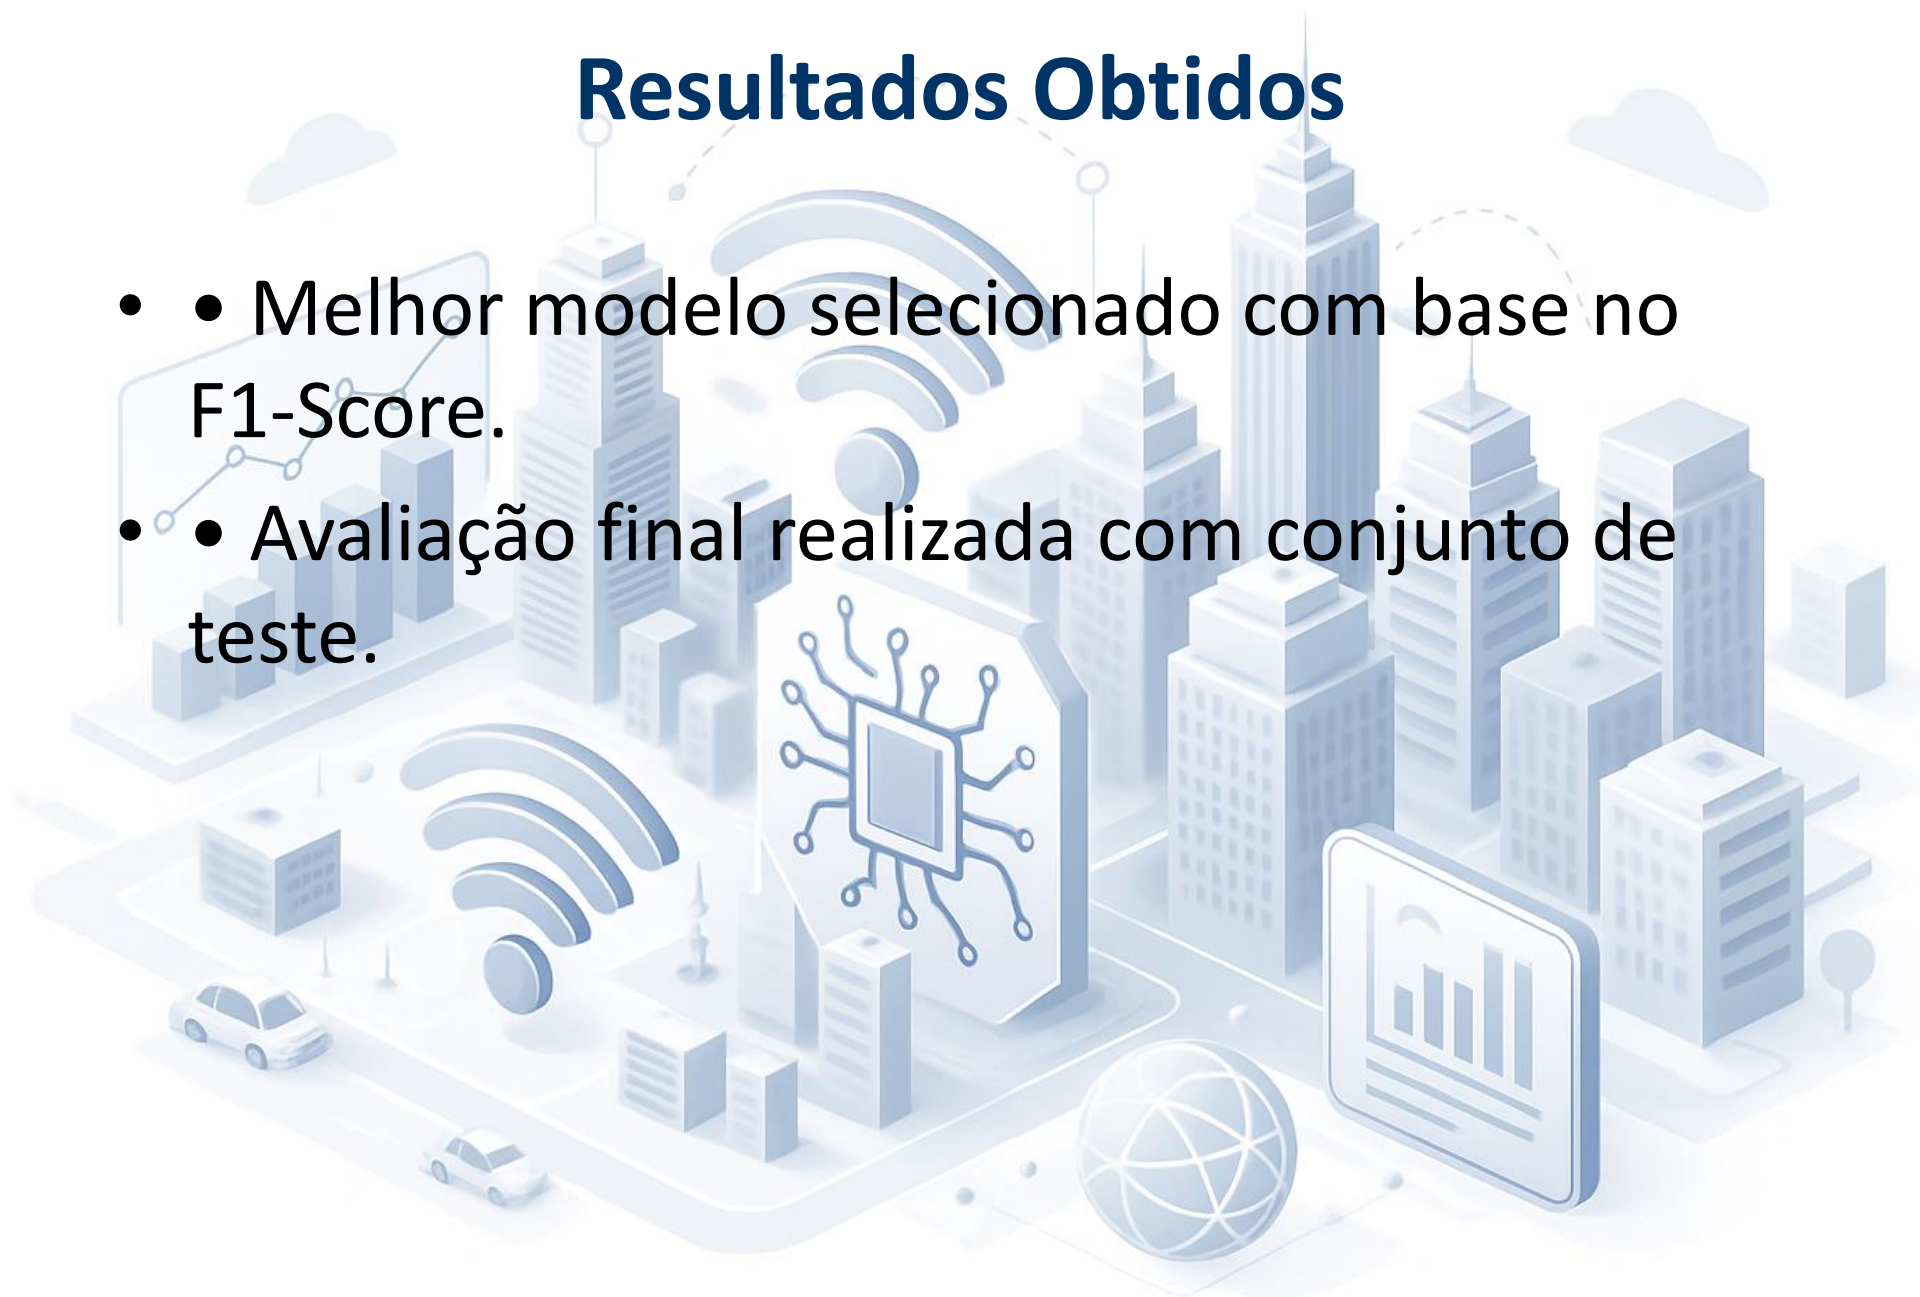 Resultados Obtidos
• • Melhor modelo selecionado com base no
F1-Score.
• • Avaliação final realizada com conjunto de
teste.